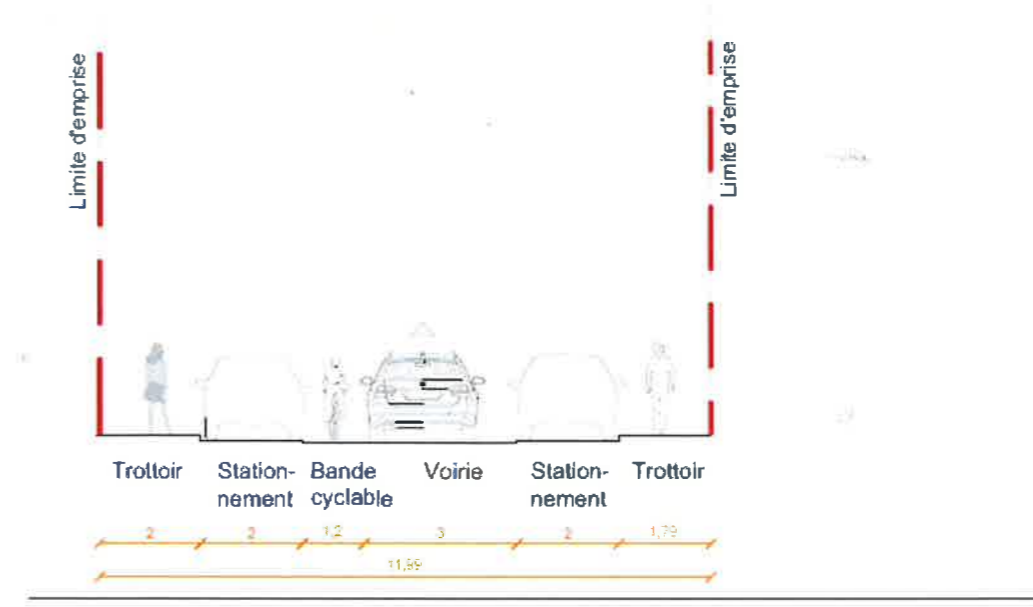 Limite d'emprise
Limite d'emprise
Trottoir
Station-
nement
Bande
cyclable
Voirie
Station-
nement
Trottoir
2
2
1,2
3
2
1,79
11,99